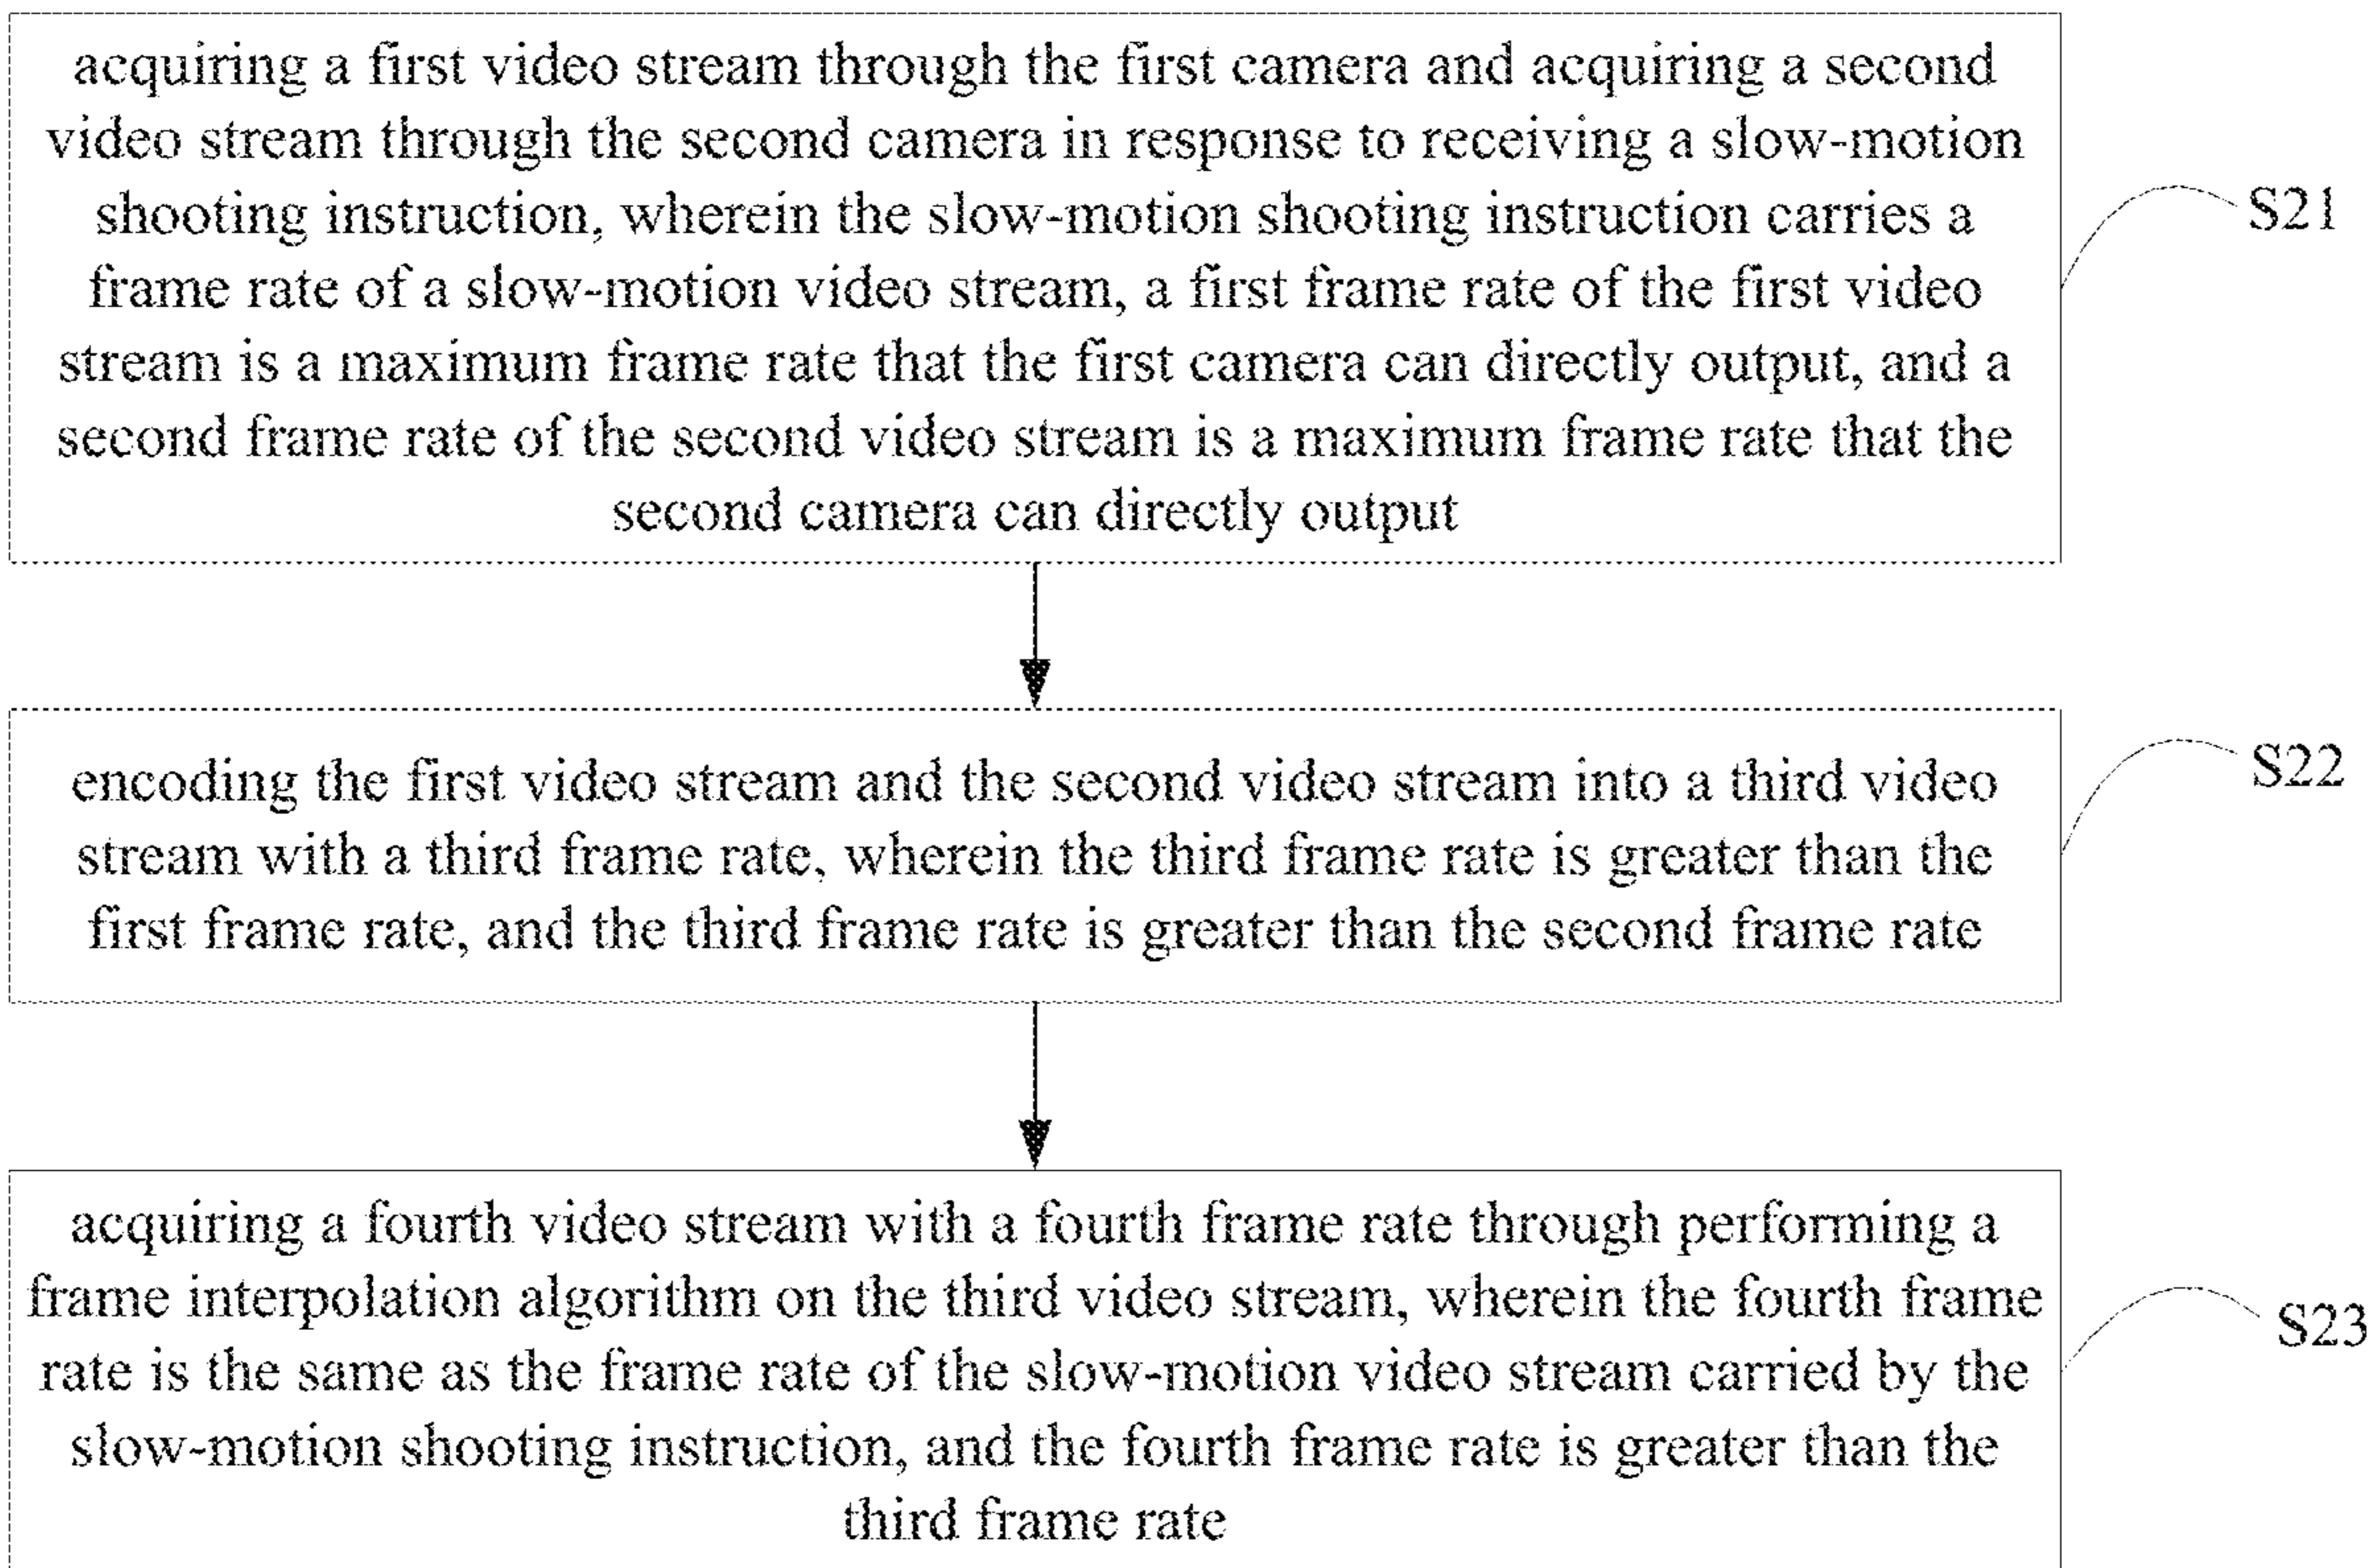 acquiring a first video stream through the first camera and acquiring a second
video stream through the second camera in response to receiving a slow-motion
shooting instruction, wherein the slow-motion shooting instruction carries a
frame rate of a slow-motion video stream, a first frame rate of the first video
stream is a maximum frame rate that the first camera can directly output, and a
second frame rate of the second video stream is a maximum frame rate that the
second camera can directly output
S21
encoding the first video stream and the second video stream into a third video
stream with a third frame rate, wherein the third frame rate is greater than the
first frame rate, and the third frame rate is greater than the second frame rate
S22
acquiring a fourth video stream with a fourth frame rate through performing a
frame interpolation algorithm on the third video stream, wherein the fourth frame
rate is the same as the frame rate of the slow-motion video stream carried by the
slow-motion shooting instruction, and the fourth frame rate is greater than the
third frame rate
S23